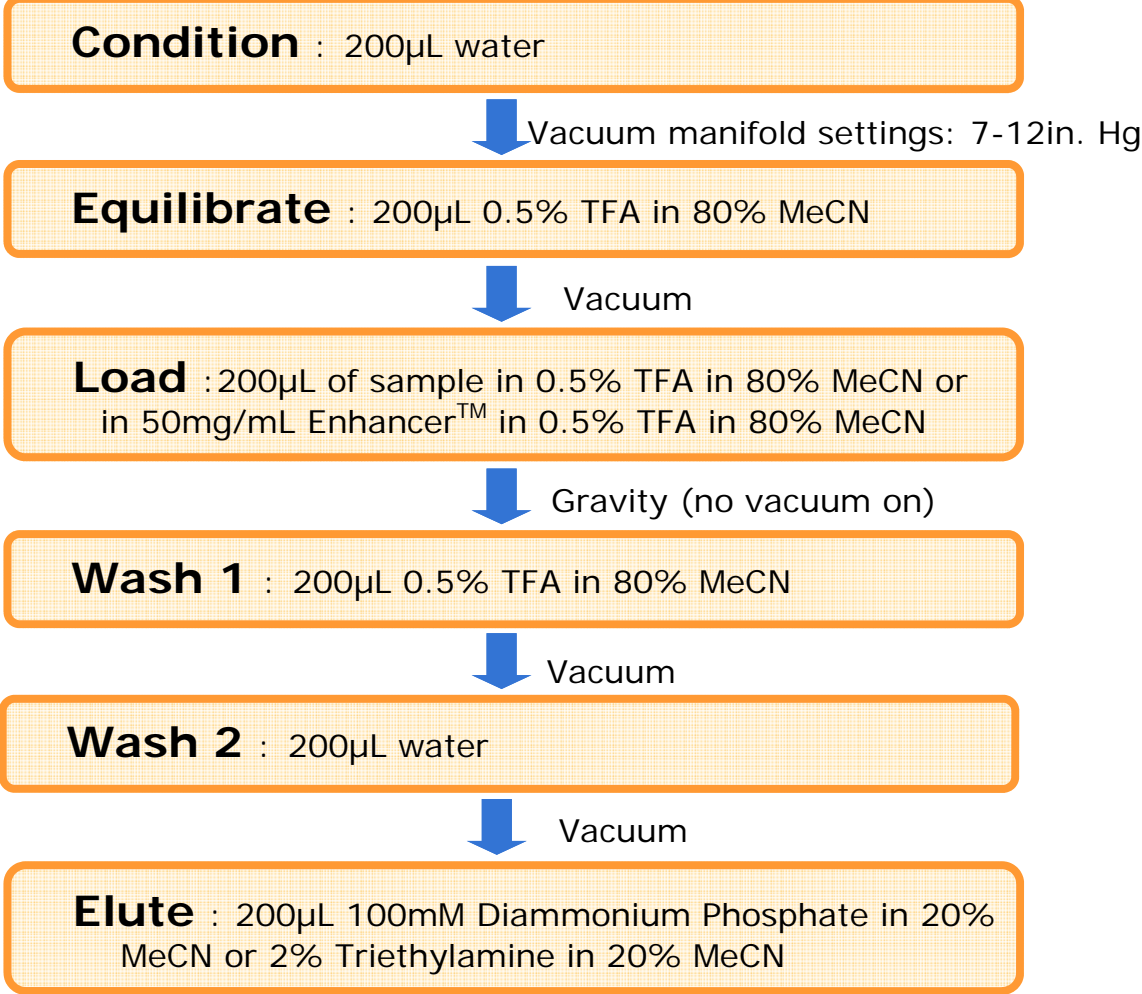 Condition : 200µL water
Vacuum manifold settings: 7-12in. Hg
Equilibrate : 200µL 0.5% TFA in 80% MeCN
Vacuum
Load :200µL of sample in 0.5% TFA in 80% MeCN or
in 50mg/mL Enhancer™ in 0.5% TFA in 80% MeCN
Gravity (no vacuum on)
Wash 1 : 200µL 0.5% TFA in 80% MeCN
Vacuum
Wash 2 : 200µL water
Vacuum
Elute : 200µL 100mM Diammonium Phosphate in 20%
MeCN or 2% Triethylamine in 20% MeCN